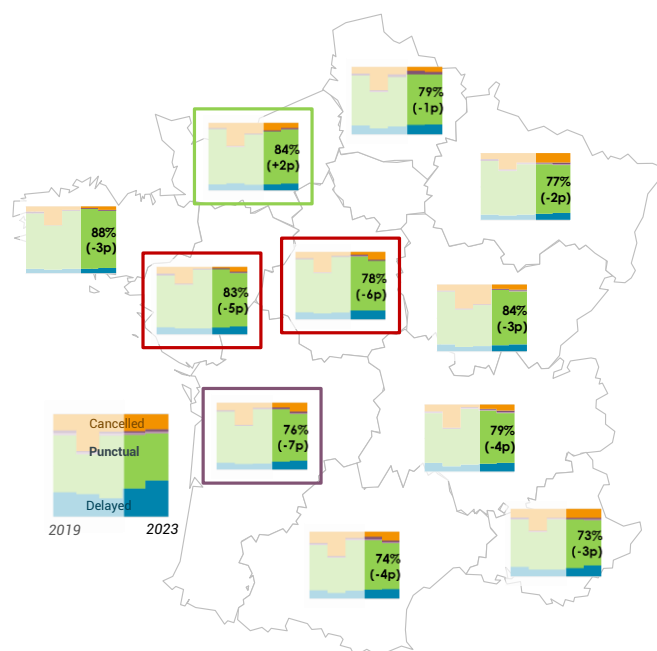 79%
(-1p)
84%
(+2p)
77%
(-2p)
88%
(-3p)
83%
(-5p)
78%
(-6p)
84%
(-3p)
76%
(-7p)
79%
(-4p)
Cancelled
Punctual
Delayed
2019
2023
74%
(-4p)
73%
(-3p)